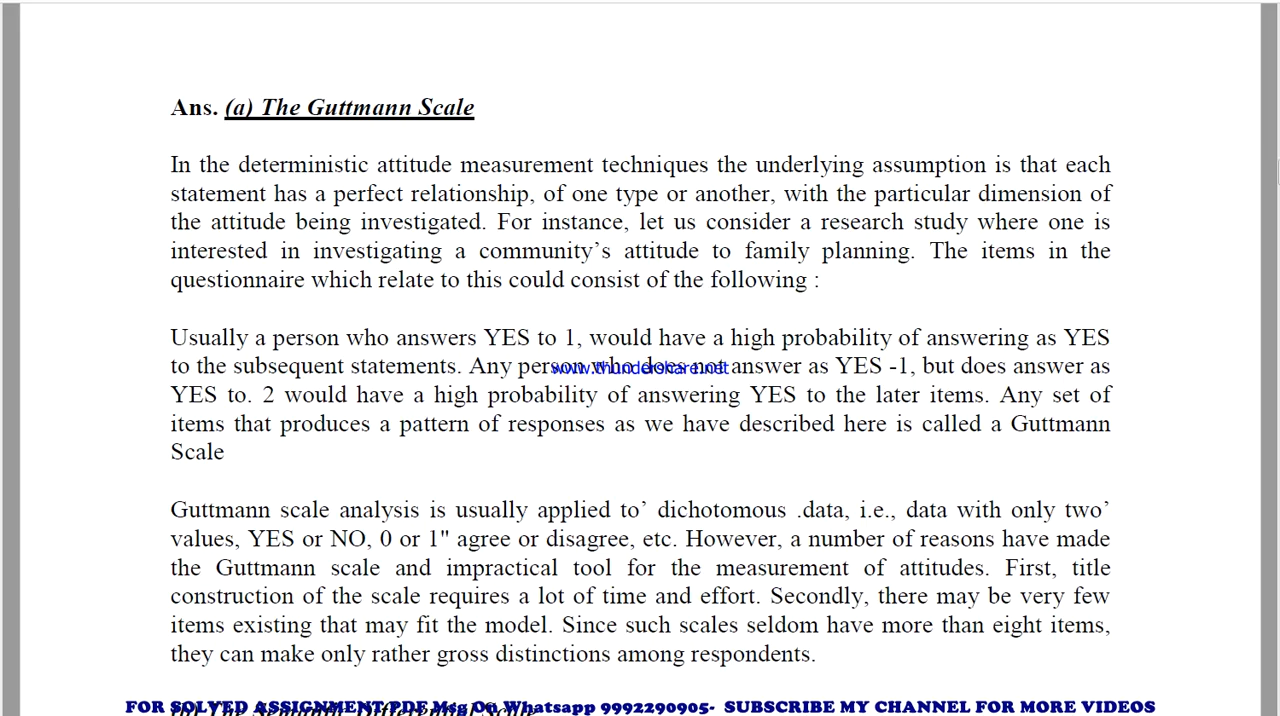 Ans. (a) The Guttmann Scale
In the deterministic attitude measurement techniques the underlying assumption is that each
statement has a perfect relationship, of one type or another, with the particular dimension of
the attitude being investigated. For instance, let us consider a research study where one is
interested in investigating a community’s attitude to family planning. The items in the
questionnaire which relate to this could consist of the following :
Usually a person who answers YES to 1, would have a high probability of answering as YES
to the subsequent statements. Any person who does not answer as YES -1, but does answer as
www.thundershare.net
YES to. 2 would have a high probability of answering YES to the later items. Any set of
items that produces a pattern of responses as we have described here is called a Guttmann
Scale
Guttmann scale analysis is usually applied to’ dichotomous .data, i.e., data with only two’
values, YES or NO, 0 or 1" agree or disagree, etc. However, a number of reasons have made
the Guttmann scale and impractical tool for the measurement of attitudes. First, title
construction of the scale requires a lot of time and effort. Secondly, there may be very few
items existing that may fit the model. Since such scales seldom have more than eight items,
they can make only rather gross distinctions among respondents.
(b) The Semantic Differential Scale
FOR SOLVED ASSIGNMENT PDF Msg On Whatsapp 9992290905- SUBSCRIBE MY CHANNEL FOR MORE VIDEOS